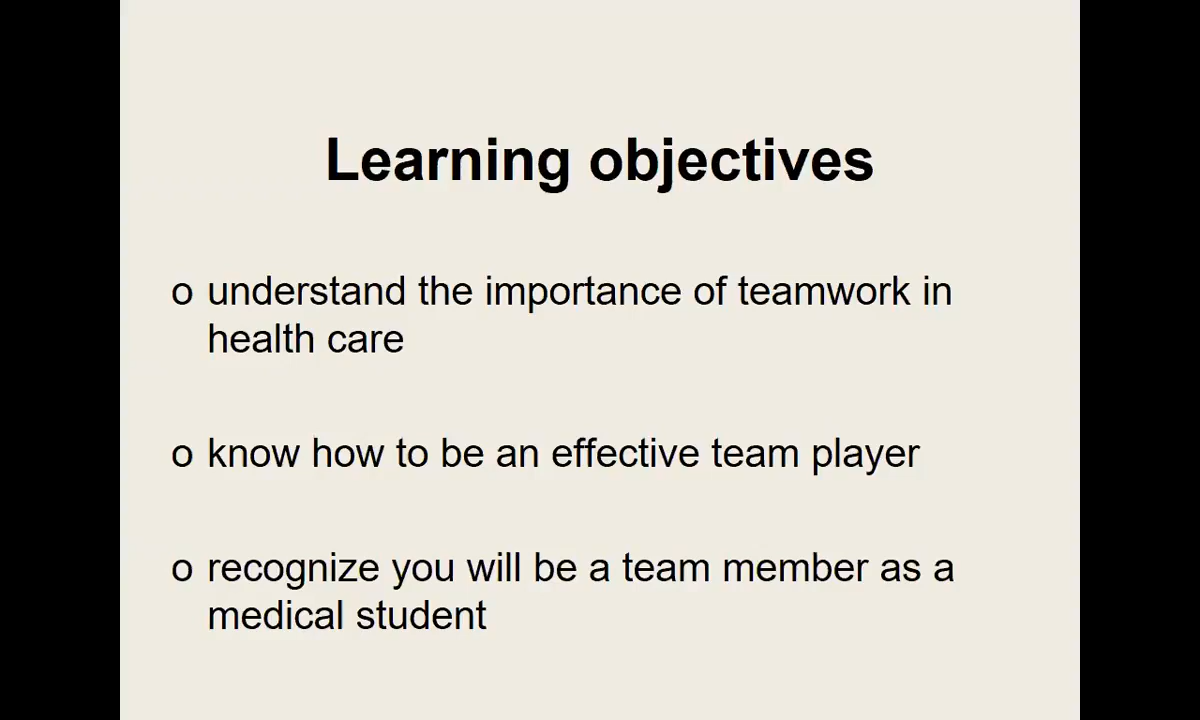 Learning objectives
o understand the importance of teamwork in
health care
o know how to be an effective team player
o recognize you will be a team member as a
medical student